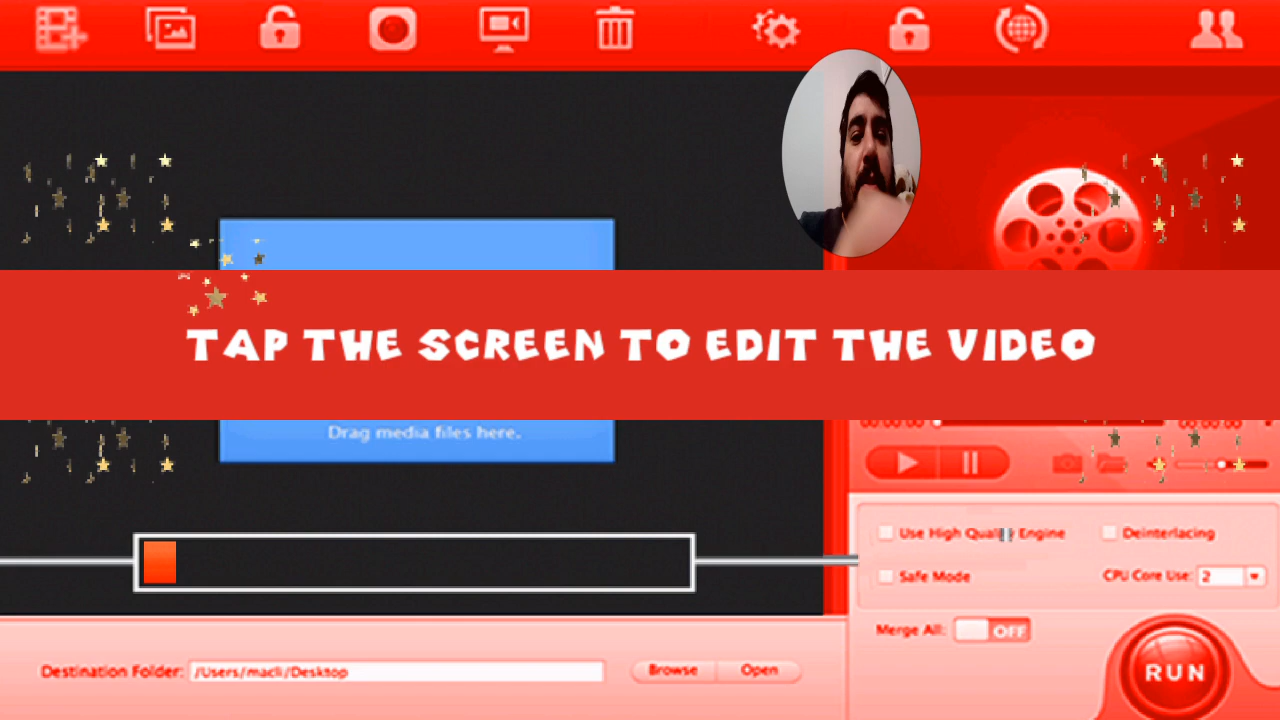 TAP THE SCREEN TO EDIT THE VIDEO
Drag media files here.
Use High Quality Engine
Deinterlacing
Safe Mode
CPU Core Use: 2
Merge All: OFF
Destination Folder: /Users/macli/Desktop
Browse
Open
RUN